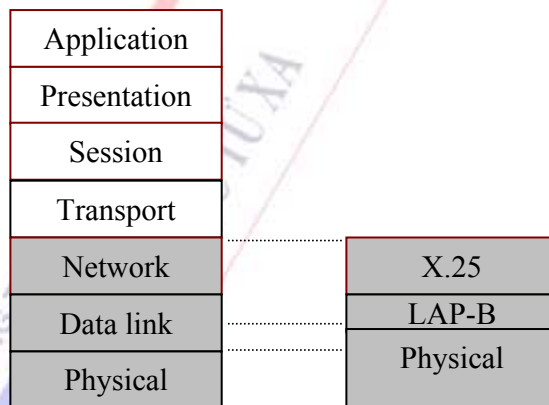 Application
Presentation
Session
Transport
Network
Data link
Physical
X.25
LAP-B
Physical